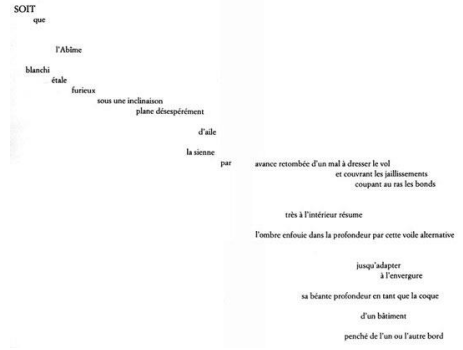 SOIT
que
l'Abîme
blanchi
étale
furieux
sous une inclinaison
plane désespérément
d'aile
la sienne
par avance retombée d'un mal à dresser le vol
et couvrant les jaillissements
coupant au ras les bonds
très à l'intérieur résume
l'ombre enfouie dans la profondeur par cette voile alternative
jusqu'adapter
à l'envergure
sa béante profondeur en tant que la coque
d'un bâtiment
penché de l'un ou l'autre bord